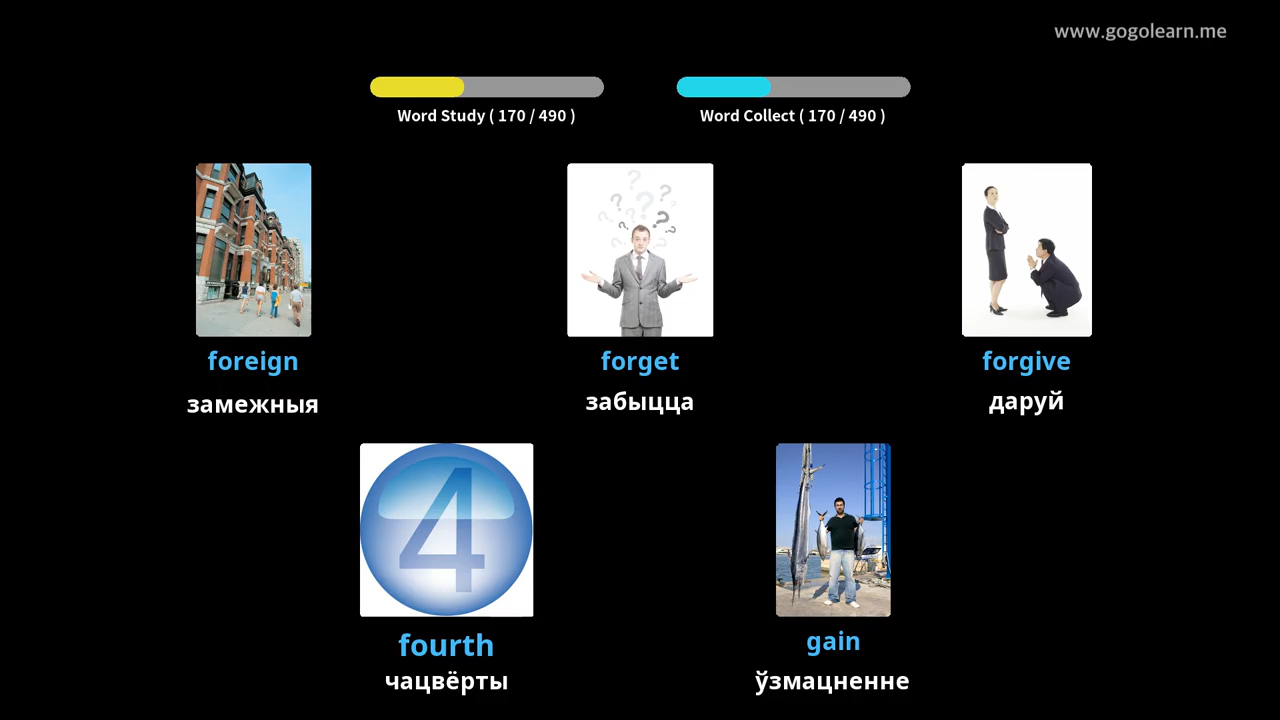 www.gogolearn.me
Word Study ( 170 / 490 )
Word Collect ( 170 / 490 )
foreign
forget
forgive
замежныя
забыцца
даруй
4
fourth
gain
чацвёрты
ўзмацненне